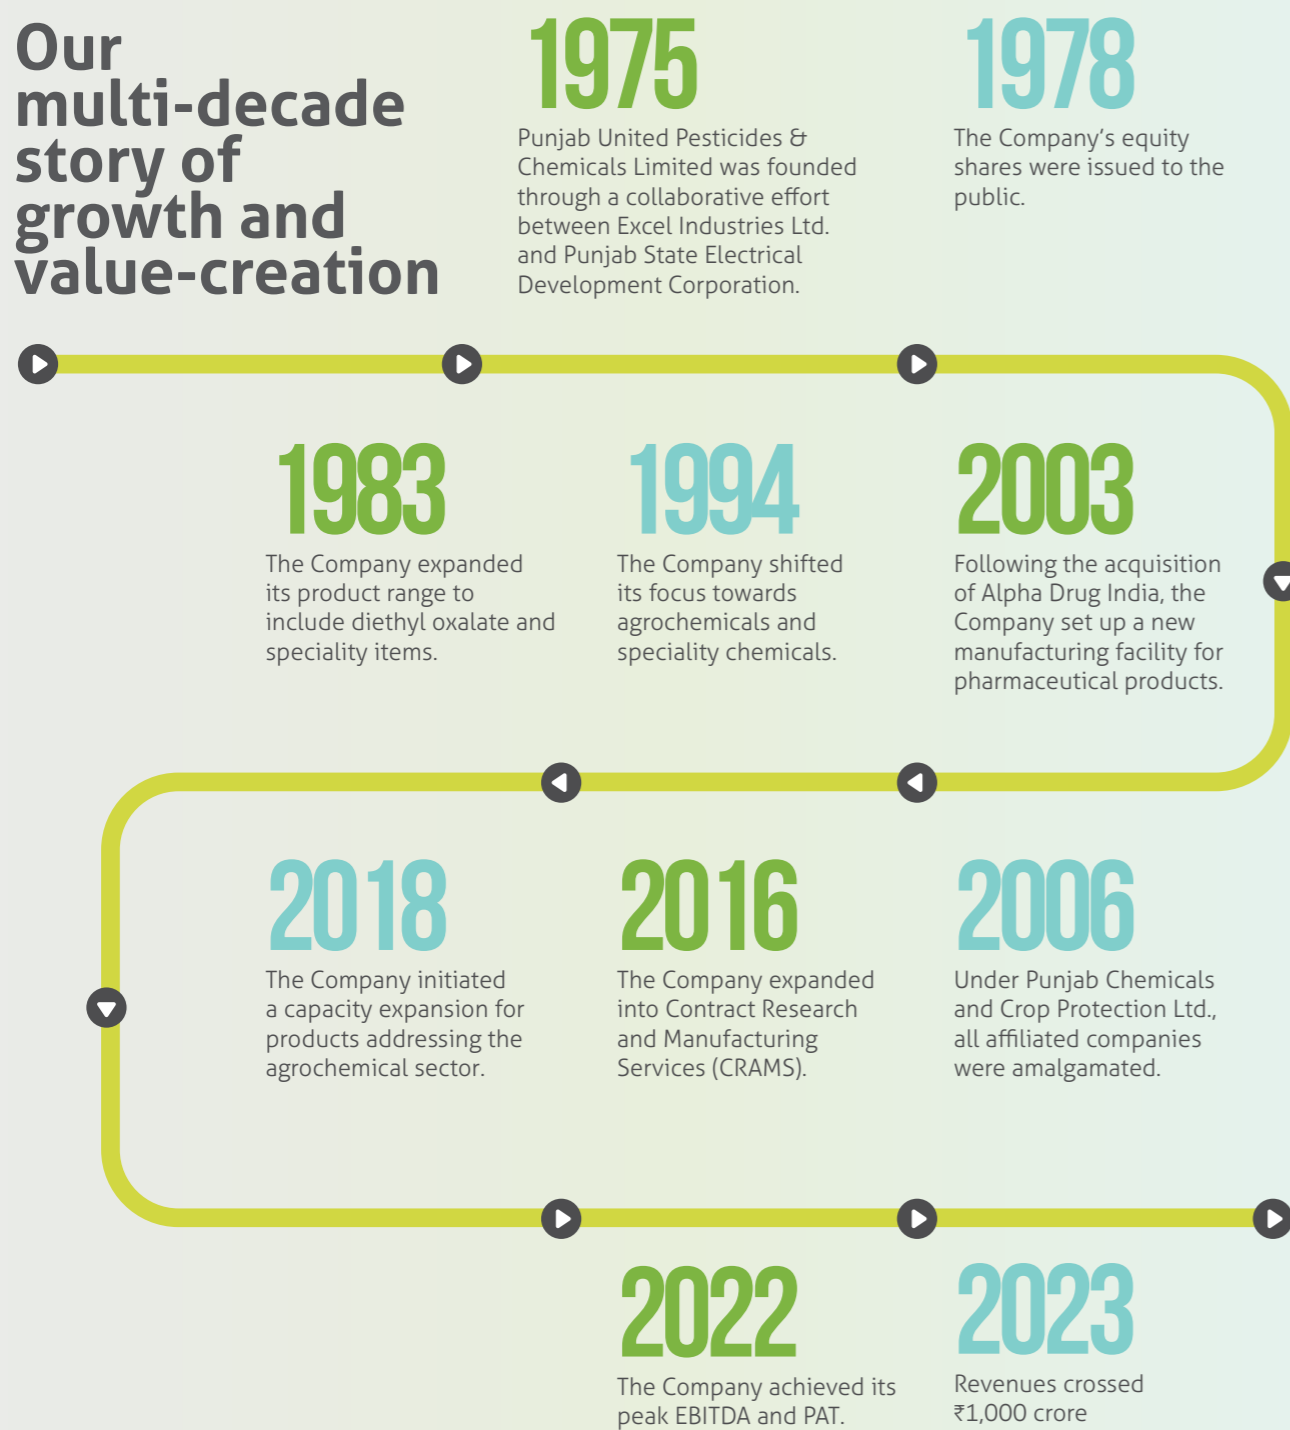 Our
multi-decade
story of
growth and
value-creation
1975
Punjab United Pesticides &
Chemicals Limited was founded
through a collaborative effort
between Excel Industries Ltd.
and Punjab State Electrical
Development Corporation.
1978
The Company's equity
shares were issued to the
public.
1983
The Company expanded
its product range to
include diethyl oxalate and
speciality items.
1994
The Company shifted
its focus towards
agrochemicals and
speciality chemicals.
2003
Following the acquisition
of Alpha Drug India, the
Company set up a new
manufacturing facility for
pharmaceutical products.
2018
The Company initiated
a capacity expansion for
products addressing the
agrochemical sector.
2016
The Company expanded
into Contract Research
and Manufacturing
Services (CRAMS).
2006
Under Punjab Chemicals
and Crop Protection Ltd.,
all affiliated companies
were amalgamated.
2022
The Company achieved its
peak EBITDA and PAT.
2023
Revenues crossed
₹1,000 crore